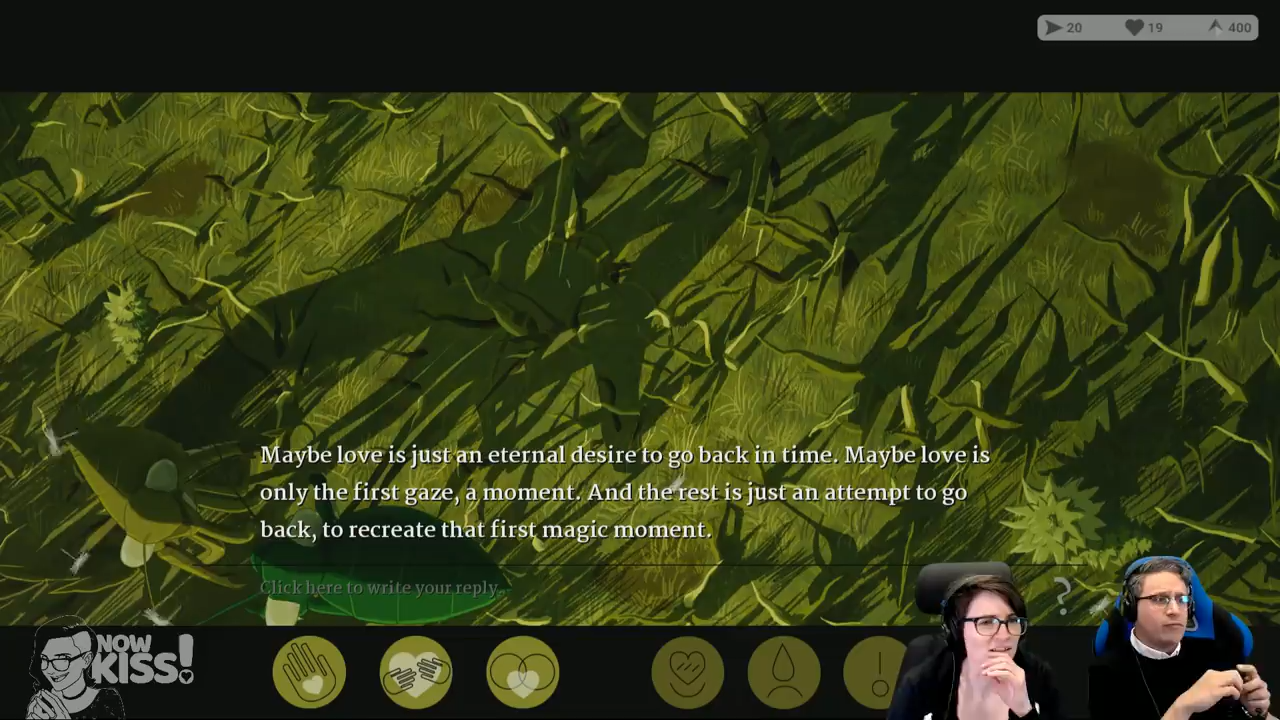 20 19 400
Maybe love is just an eternal desire to go back in time. Maybe love is
only the first gaze, a moment. And the rest is just an attempt to go
back, to recreate that first magic moment.
Click here to write your reply.
?
NOW
KISS!
!